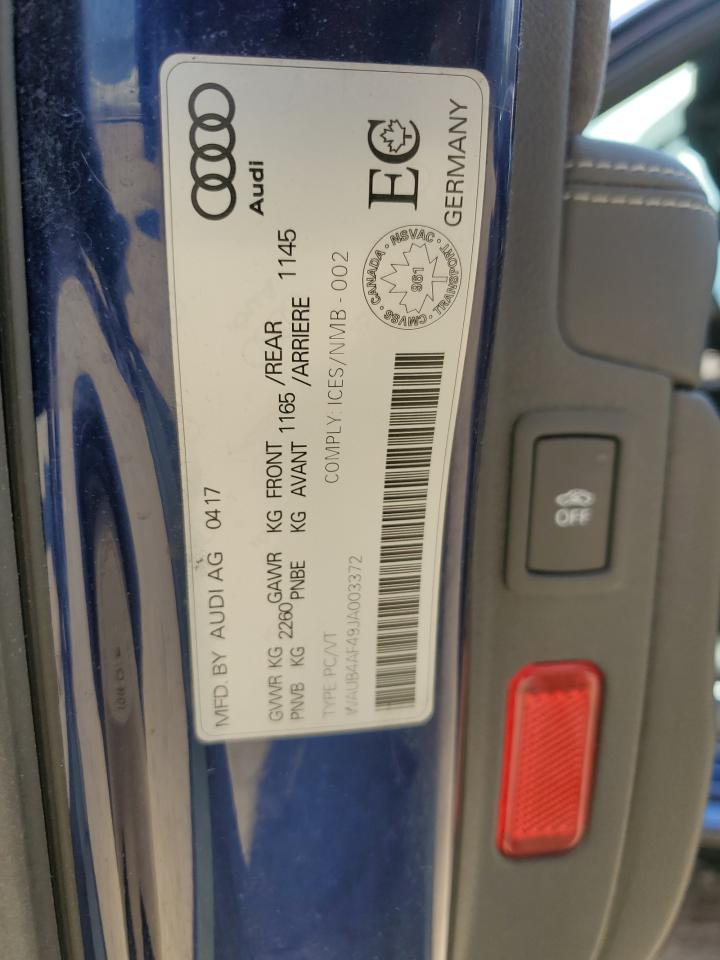 Audi
MFD. BY AUDI AG 0417
GVWR KG 2260 GAWR KG FRONT 1165 /REAR 1145
PNVB KG PNBE KG AVANT /ARRIERE
TYPE PC/VT COMPLY: ICES/NMB - 002
WAUB4AF49JA003372
CANADA · NSVAC · TRANSPORT · CMVSS ·
961
EC
GERMANY
OFF